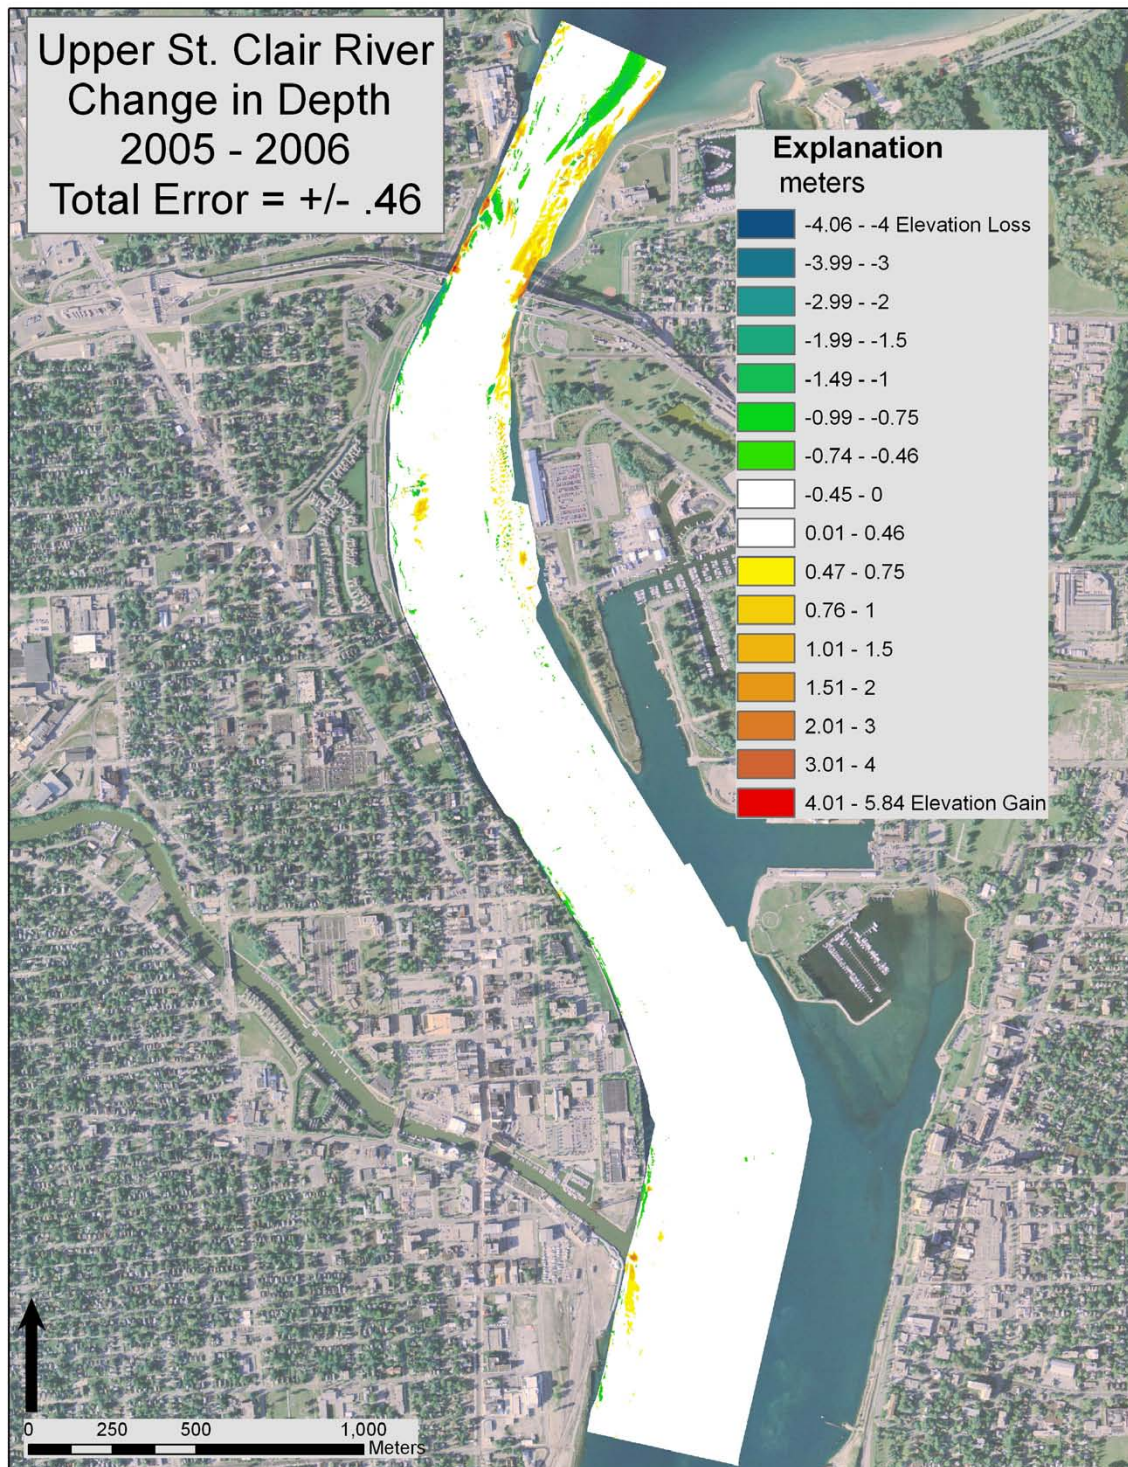 Upper St. Clair River
Change in Depth
2005 - 2006
Total Error = +/- .46
Explanation
meters
-4.06 - -4 Elevation Loss
-3.99 - -3
-2.99 - -2
-1.99 - -1.5
-1.49 - -1
-0.99 - -0.75
-0.74 - -0.46
-0.45 - 0
0.01 - 0.46
0.47 - 0.75
0.76 - 1
1.01 - 1.5
1.51 - 2
2.01 - 3
3.01 - 4
4.01 - 5.84 Elevation Gain
0 250 500 1,000
Meters